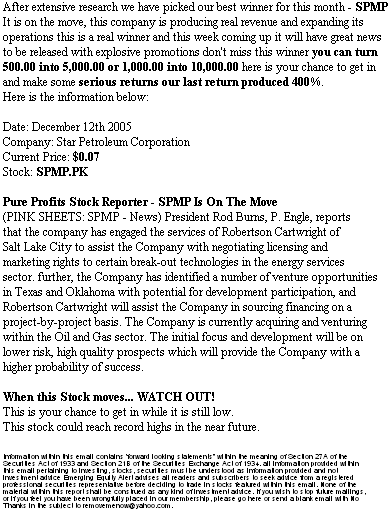 After extensive research we have picked our best winner for this month - SPMP
It is on the move, this company is producing real revenue and expanding its
operations this is a real winner and this week coming up it will have great news
to be released with explosive promotions don't miss this winner you can turn
500.00 into 5,000.00 or 1,000.00 into 10,000.00 here is your chance to get in
and make some serious returns our last return produced 400%.
Here is the information below:
Date: December 12th 2005
Company: Star Petroleum Corporation
Current Price: $0.07
Stock: SPMP.PK
Pure Profits Stock Reporter - SPMP Is On The Move
(PINK SHEETS: SPMP - News) President Rod Burns, P. Engle, reports
that the company has engaged the services of Robertson Cartwright of
Salt Lake City to assist the Company with negotiating licensing and
marketing rights to certain break-out technologies in the energy services
sector. further, the Company has identified a number of venture opportunities
in Texas and Oklahoma with potential for development participation, and
Robertson Cartwright will assist the Company in sourcing financing on a
project-by-project basis. The Company is currently acquiring and venturing
within the Oil and Gas sector. The initial focus and development will be on
lower risk, high quality prospects which will provide the Company with a
higher probability of success.
When this Stock moves... WATCH OUT!
This is your chance to get in while it is still low.
This stock could reach record highs in the near future.
Information within this email contains "forward looking statements" within the meaning of Section 27A of the
Securities Act of 1933 and Section 21B of the Securities Exchange Act of 1934. all information provided within
this email pertaining to investing, stocks, securities must be understood as information provided and not
investment advice. Emerging Equity Alert advises all readers and subscribers to seek advice from a registered
professional securities representative before deciding to trade in stocks featured within this email. None of the
material within this report shall be construed as any kind of investment advice. If you wish to stop future mailings,
or if you feel you have been wrongfully placed in our membership, please go here or send a blank email with No
Thanks in the subject to removemenow@yahoo.com.